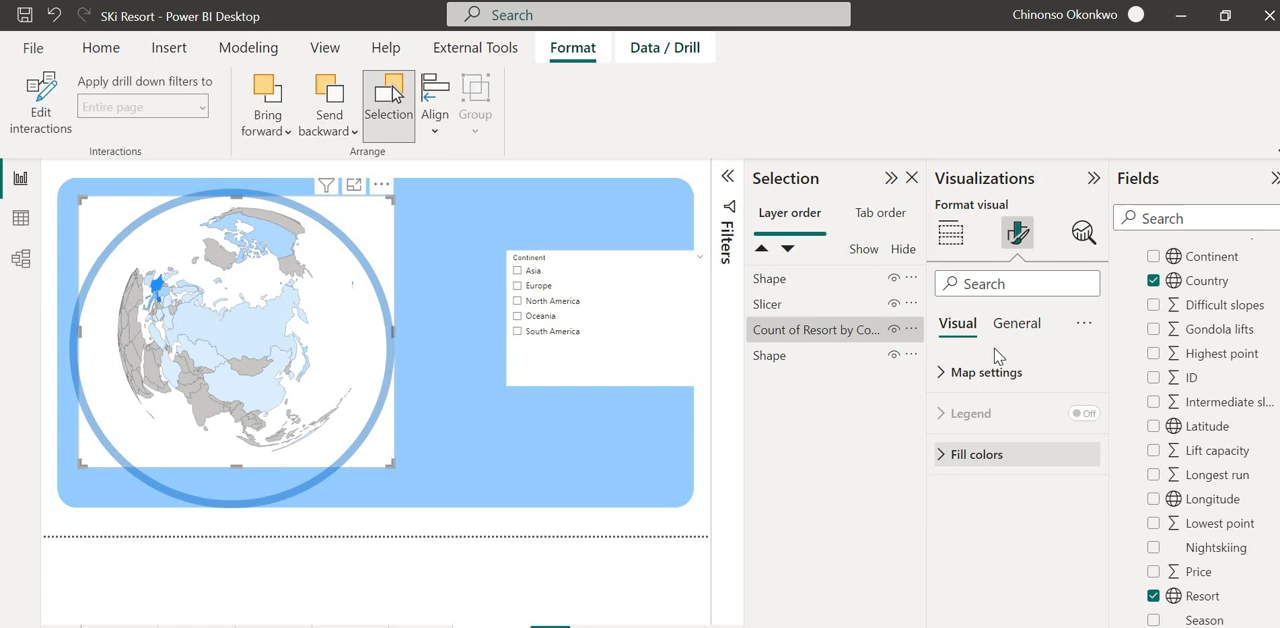 SKi Resort - Power BI Desktop
Search
Chinonso Okonkwo
File
Home
Insert
Modeling
View
Help
External Tools
Format
Data / Drill
Edit
interactions
Apply drill down filters to
Entire page
Interactions
Bring
forward
Send
backward
Selection
Align
Group
Arrange
Continent
Asia
Europe
North America
Oceania
South America
Filters
Selection
Layer order
Tab order
Show
Hide
Shape
Slicer
Count of Resort by Co...
Shape
Visualizations
Format visual
Search
Visual
General
Map settings
Legend
Off
Fill colors
Fields
Search
Continent
Country
Difficult slopes
Gondola lifts
Highest point
ID
Intermediate sl...
Latitude
Lift capacity
Longest run
Longitude
Lowest point
Nightskiing
Price
Resort
Season